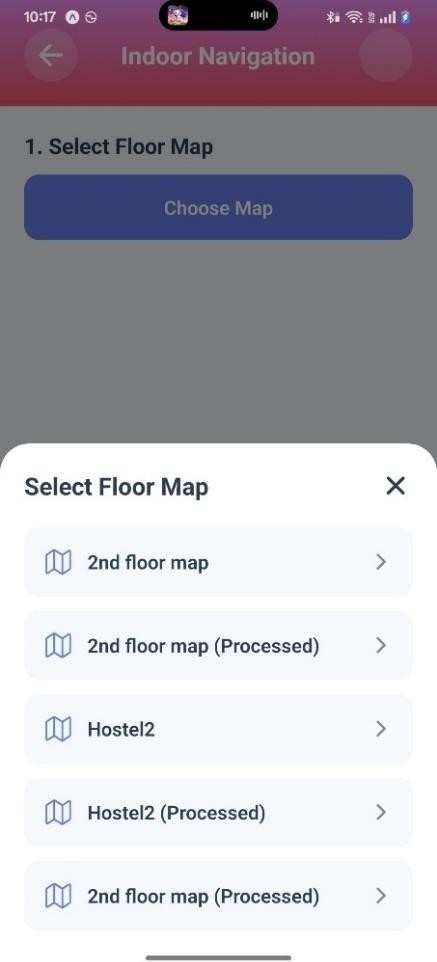 10:17
Indoor Navigation
1. Select Floor Map
Choose Map
Select Floor Map
2nd floor map
2nd floor map (Processed)
Hostel2
Hostel2 (Processed)
2nd floor map (Processed)